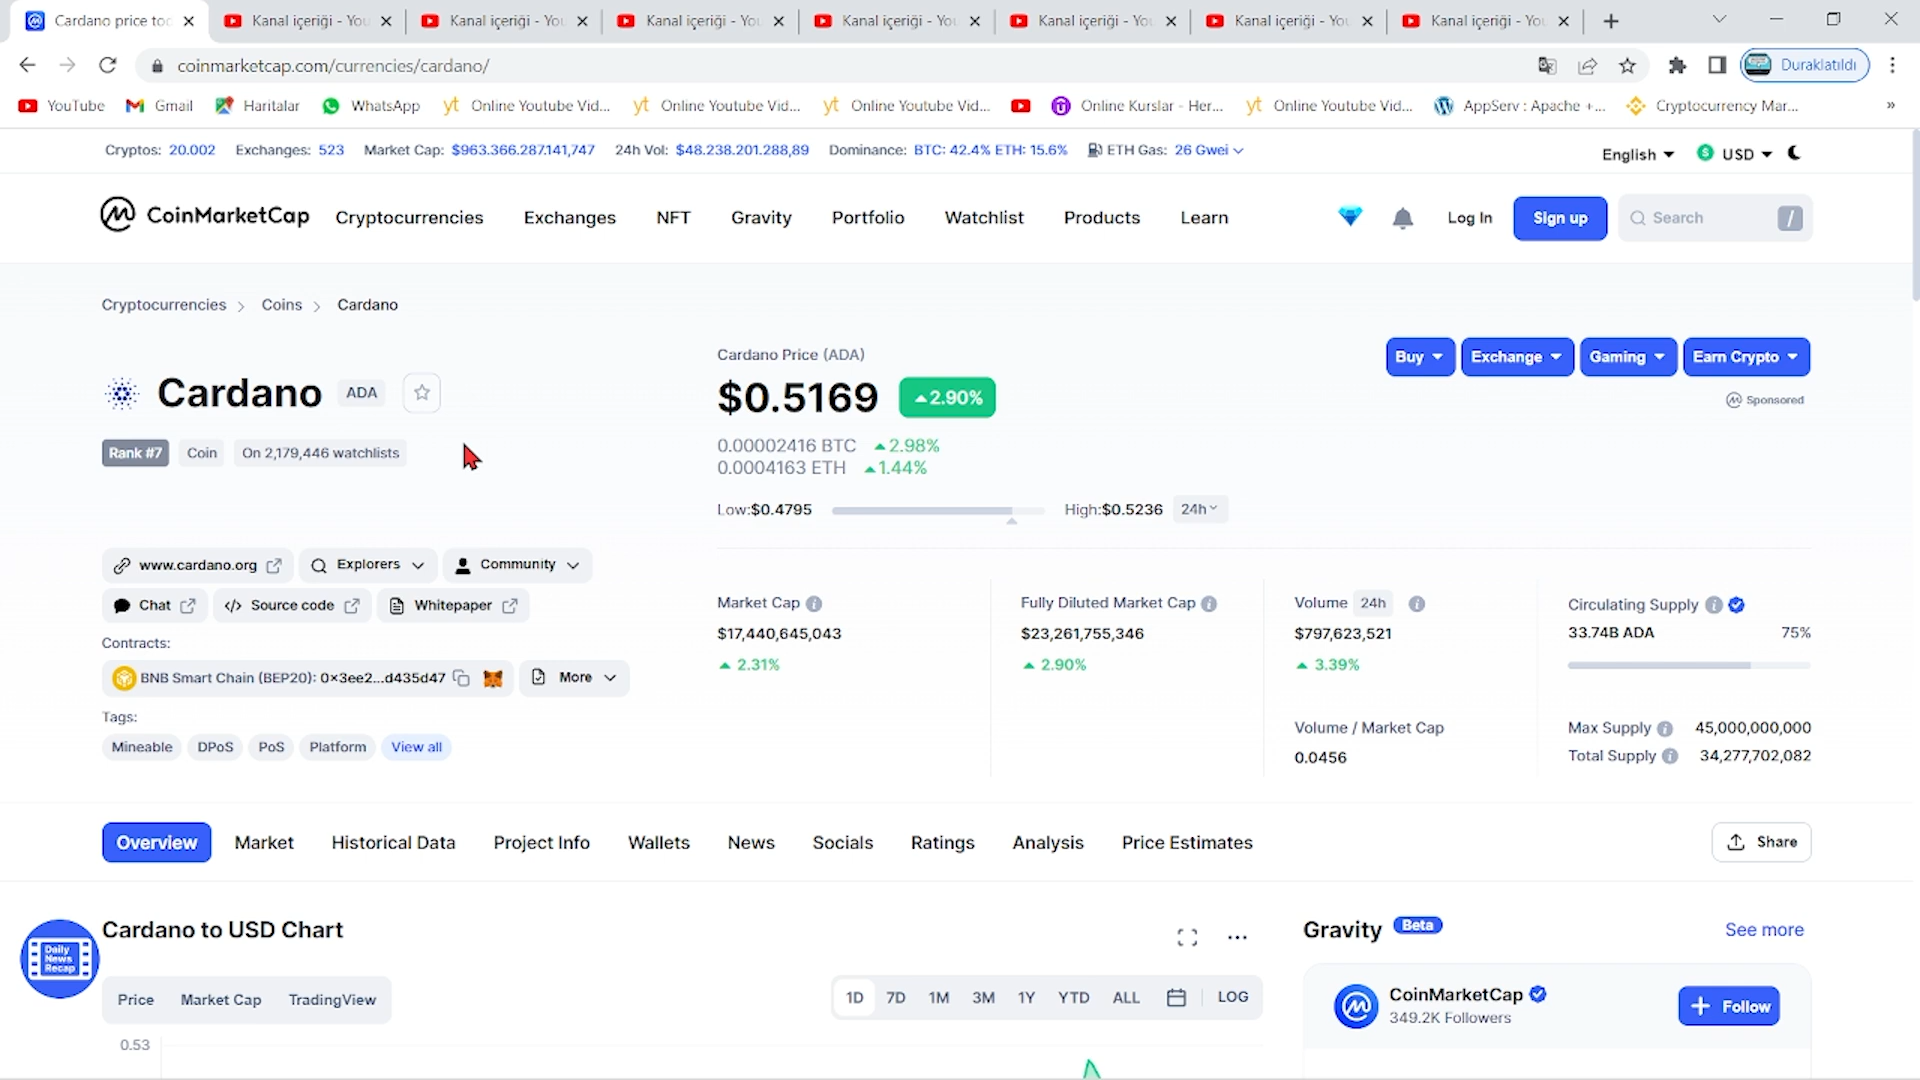 Cardano price too
Kanal içeriği - You
Kanal içeriği - You
Kanal içeriği - You
Kanal içeriği - You
Kanal içeriği - You
Kanal içeriği - You
Kanal içeriği - You
coinmarketcap.com/currencies/cardano/
Duraklatıldı
YouTube
Gmail
Haritalar
WhatsApp
Online Youtube Vid...
Online Youtube Vid...
Online Youtube Vid...
Online Kurslar - Her...
Online Youtube Vid...
AppServ : Apache +...
Cryptocurrency Mar...
»
Cryptos: 20.002 Exchanges: 523 Market Cap: $963.366.287.141,747 24h Vol: $48.238.201.288,89 Dominance: BTC: 42.4% ETH: 15.6% ETH Gas: 26 Gwei
English USD
CoinMarketCap Cryptocurrencies Exchanges NFT Gravity Portfolio Watchlist Products Learn Log In Sign up Search /
Cryptocurrencies Coins Cardano
Cardano ADA
Rank #7 Coin On 2,179,446 watchlists
Cardano Price (ADA)
$0.5169 2.90%
0.00002416 BTC 2.98%
0.0004163 ETH 1.44%
Low:$0.4795 High:$0.5236 24h
Buy Exchange Gaming Earn Crypto
Sponsored
www.cardano.org Explorers Community
Chat Source code Whitepaper
Contracts:
BNB Smart Chain (BEP20): 0x3ee2...d435d47 More
Tags:
Mineable DPoS PoS Platform View all
Market Cap
$17,440,645,043
2.31%
Fully Diluted Market Cap
$23,261,755,346
2.90%
Volume 24h
$797,623,521
3.39%
Volume / Market Cap
0.0456
Circulating Supply
33.74B ADA 75%
Max Supply 45,000,000,000
Total Supply 34,277,702,082
Overview Market Historical Data Project Info Wallets News Socials Ratings Analysis Price Estimates Share
Daily
News
Recap
Cardano to USD Chart
Price Market Cap TradingView
1D 7D 1M 3M 1Y YTD ALL LOG
0.53
Gravity Beta See more
CoinMarketCap
349.2K Followers
+ Follow